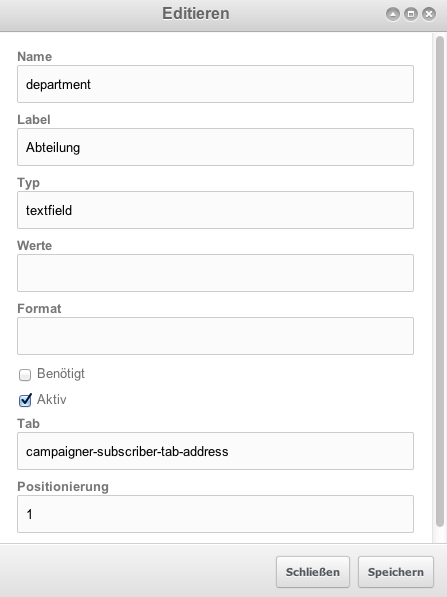 Editieren
Name
department
Label
Abteilung
Typ
textfield
Werte
Format
Benötigt
Aktiv
Tab
campaigner-subscriber-tab-address
Positionierung
1
Schließen Speichern